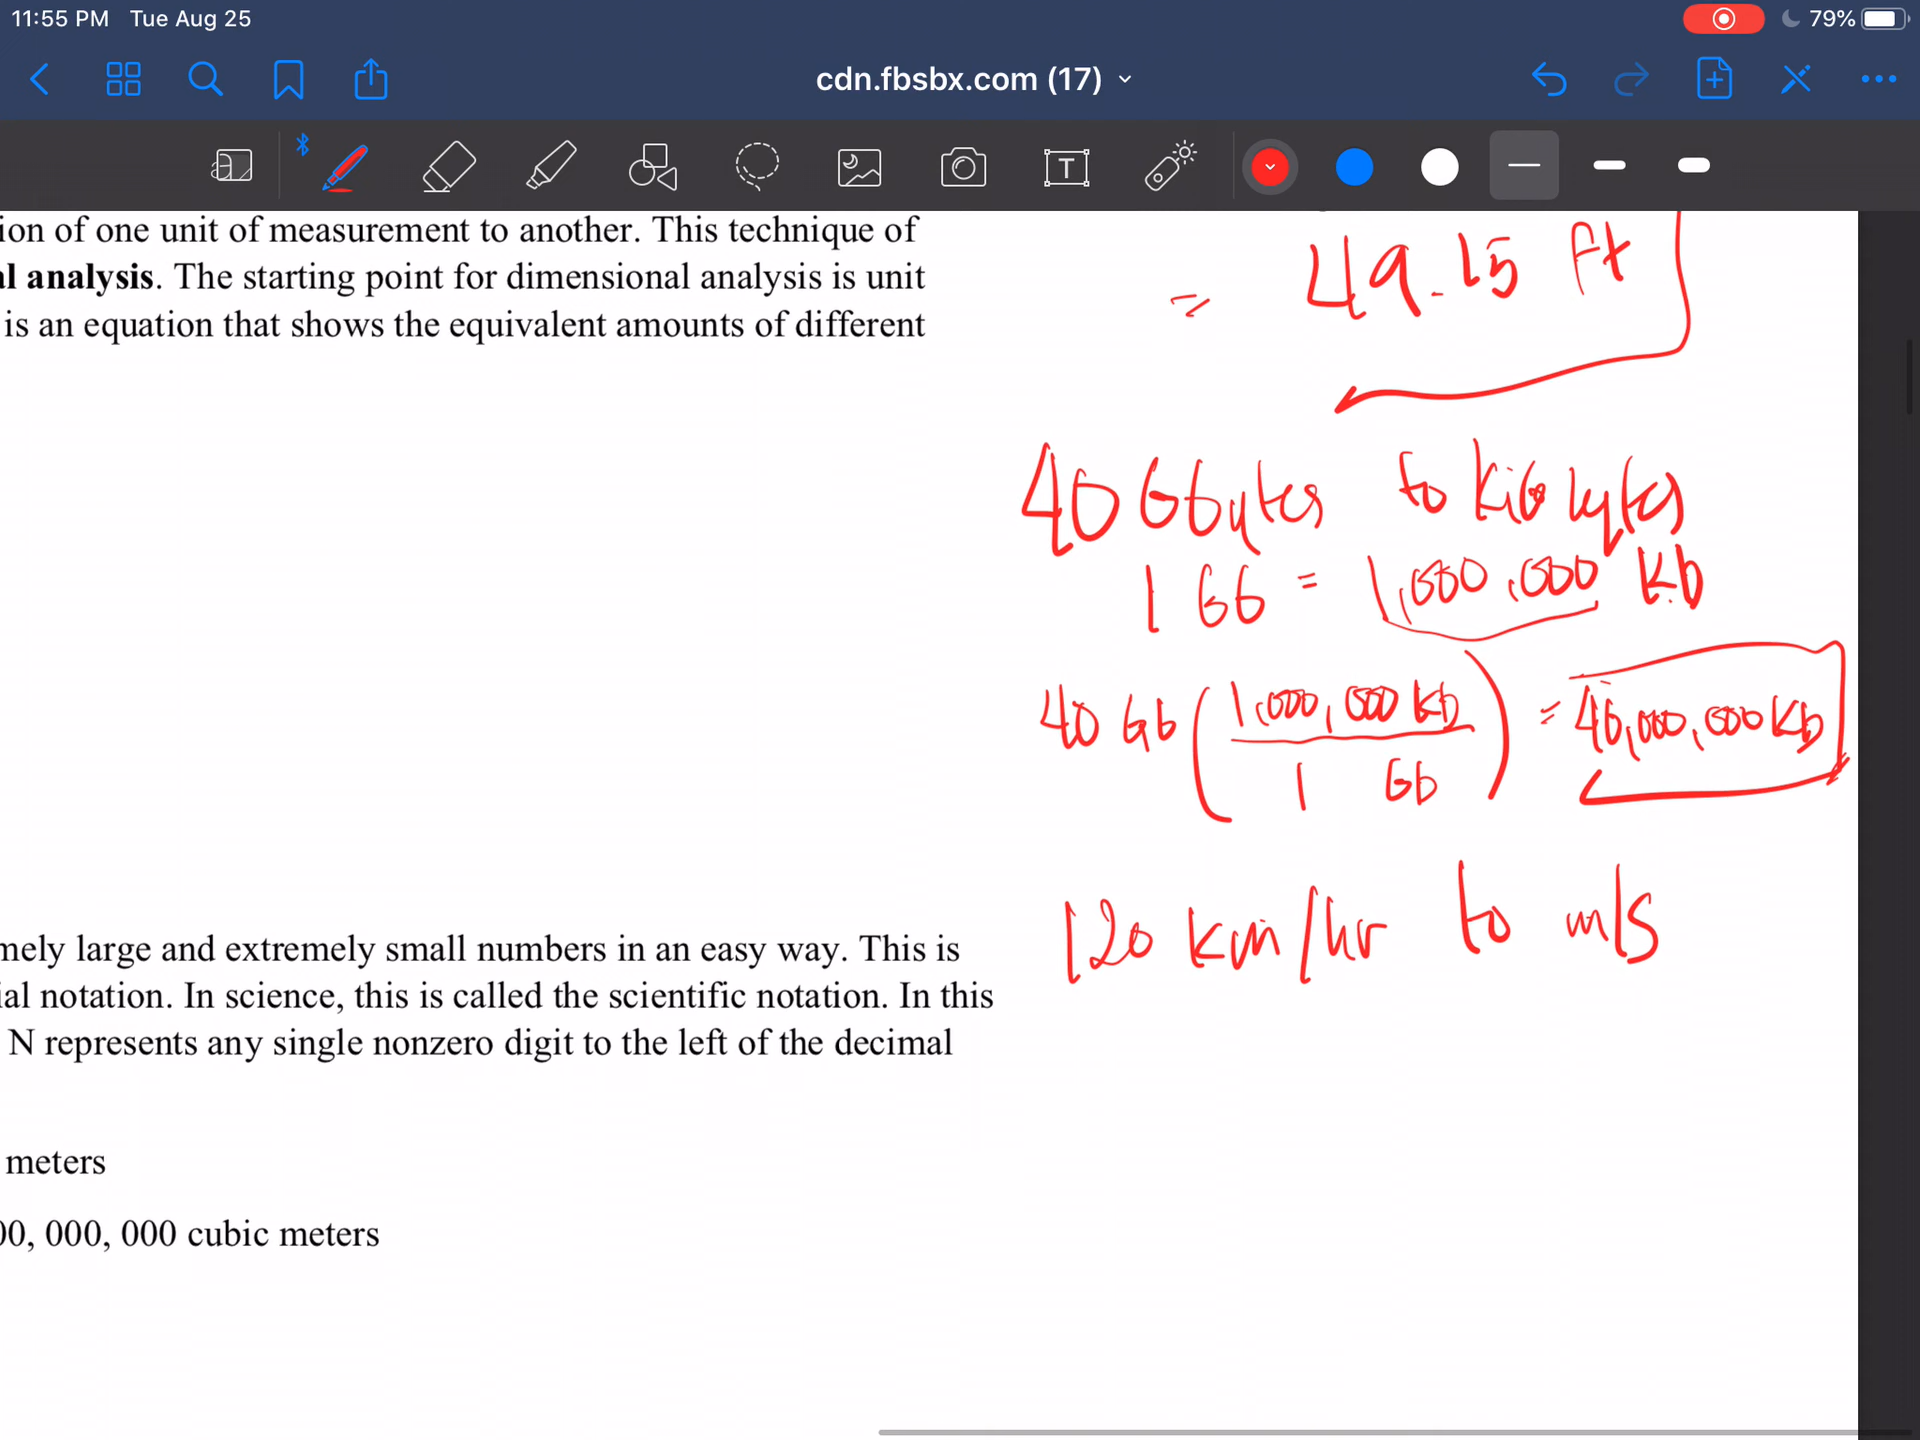 11:55 PM Tue Aug 25
79%
cdn.fbsbx.com (17)
T
ion of one unit of measurement to another. This technique of
al analysis. The starting point for dimensional analysis is unit
is an equation that shows the equivalent amounts of different
= 49.15 ft
40 Gbytes to kilobytes
1 Gb = 1,000,000 Kb
40 Gb ( 1,000,000 Kb / 1 Gb ) = 40,000,000 Kb
120 km/hr to m/s
mely large and extremely small numbers in an easy way. This is
ial notation. In science, this is called the scientific notation. In this
N represents any single nonzero digit to the left of the decimal
meters
00, 000, 000 cubic meters